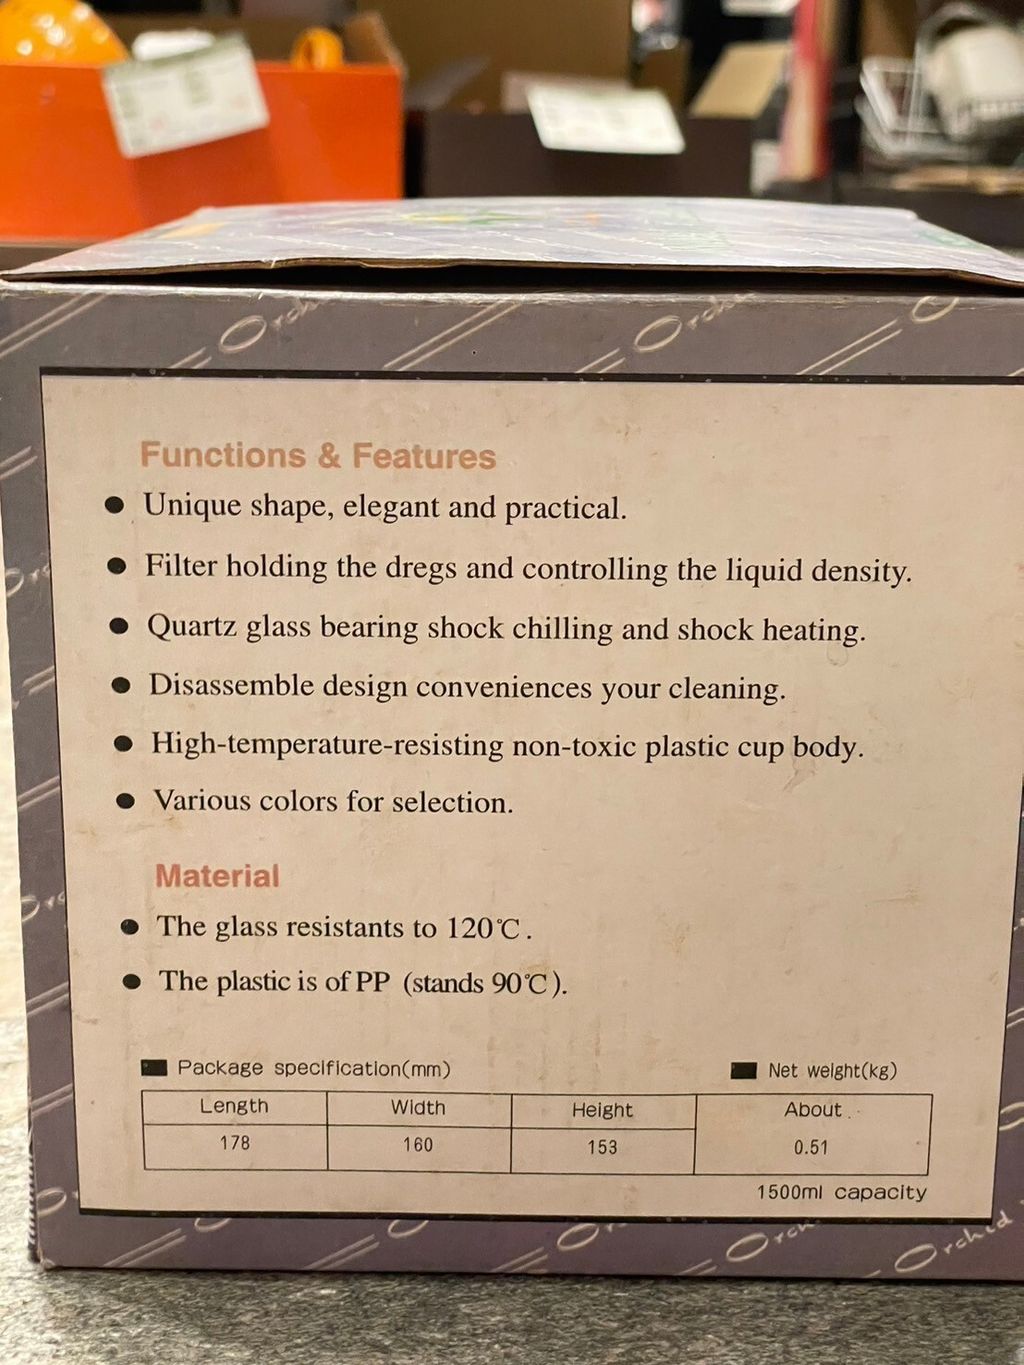 Orchid
Functions & Features
● Unique shape, elegant and practical.
● Filter holding the dregs and controlling the liquid density.
● Quartz glass bearing shock chilling and shock heating.
● Disassemble design conveniences your cleaning.
● High-temperature-resisting non-toxic plastic cup body.
● Various colors for selection.
Material
● The glass resistants to 120℃.
● The plastic is of PP (stands 90℃).
■ Package specification(mm) ■ Net weight(kg)
Length Width Height About
178 160 153 0.51
1500ml capacity
Orchid